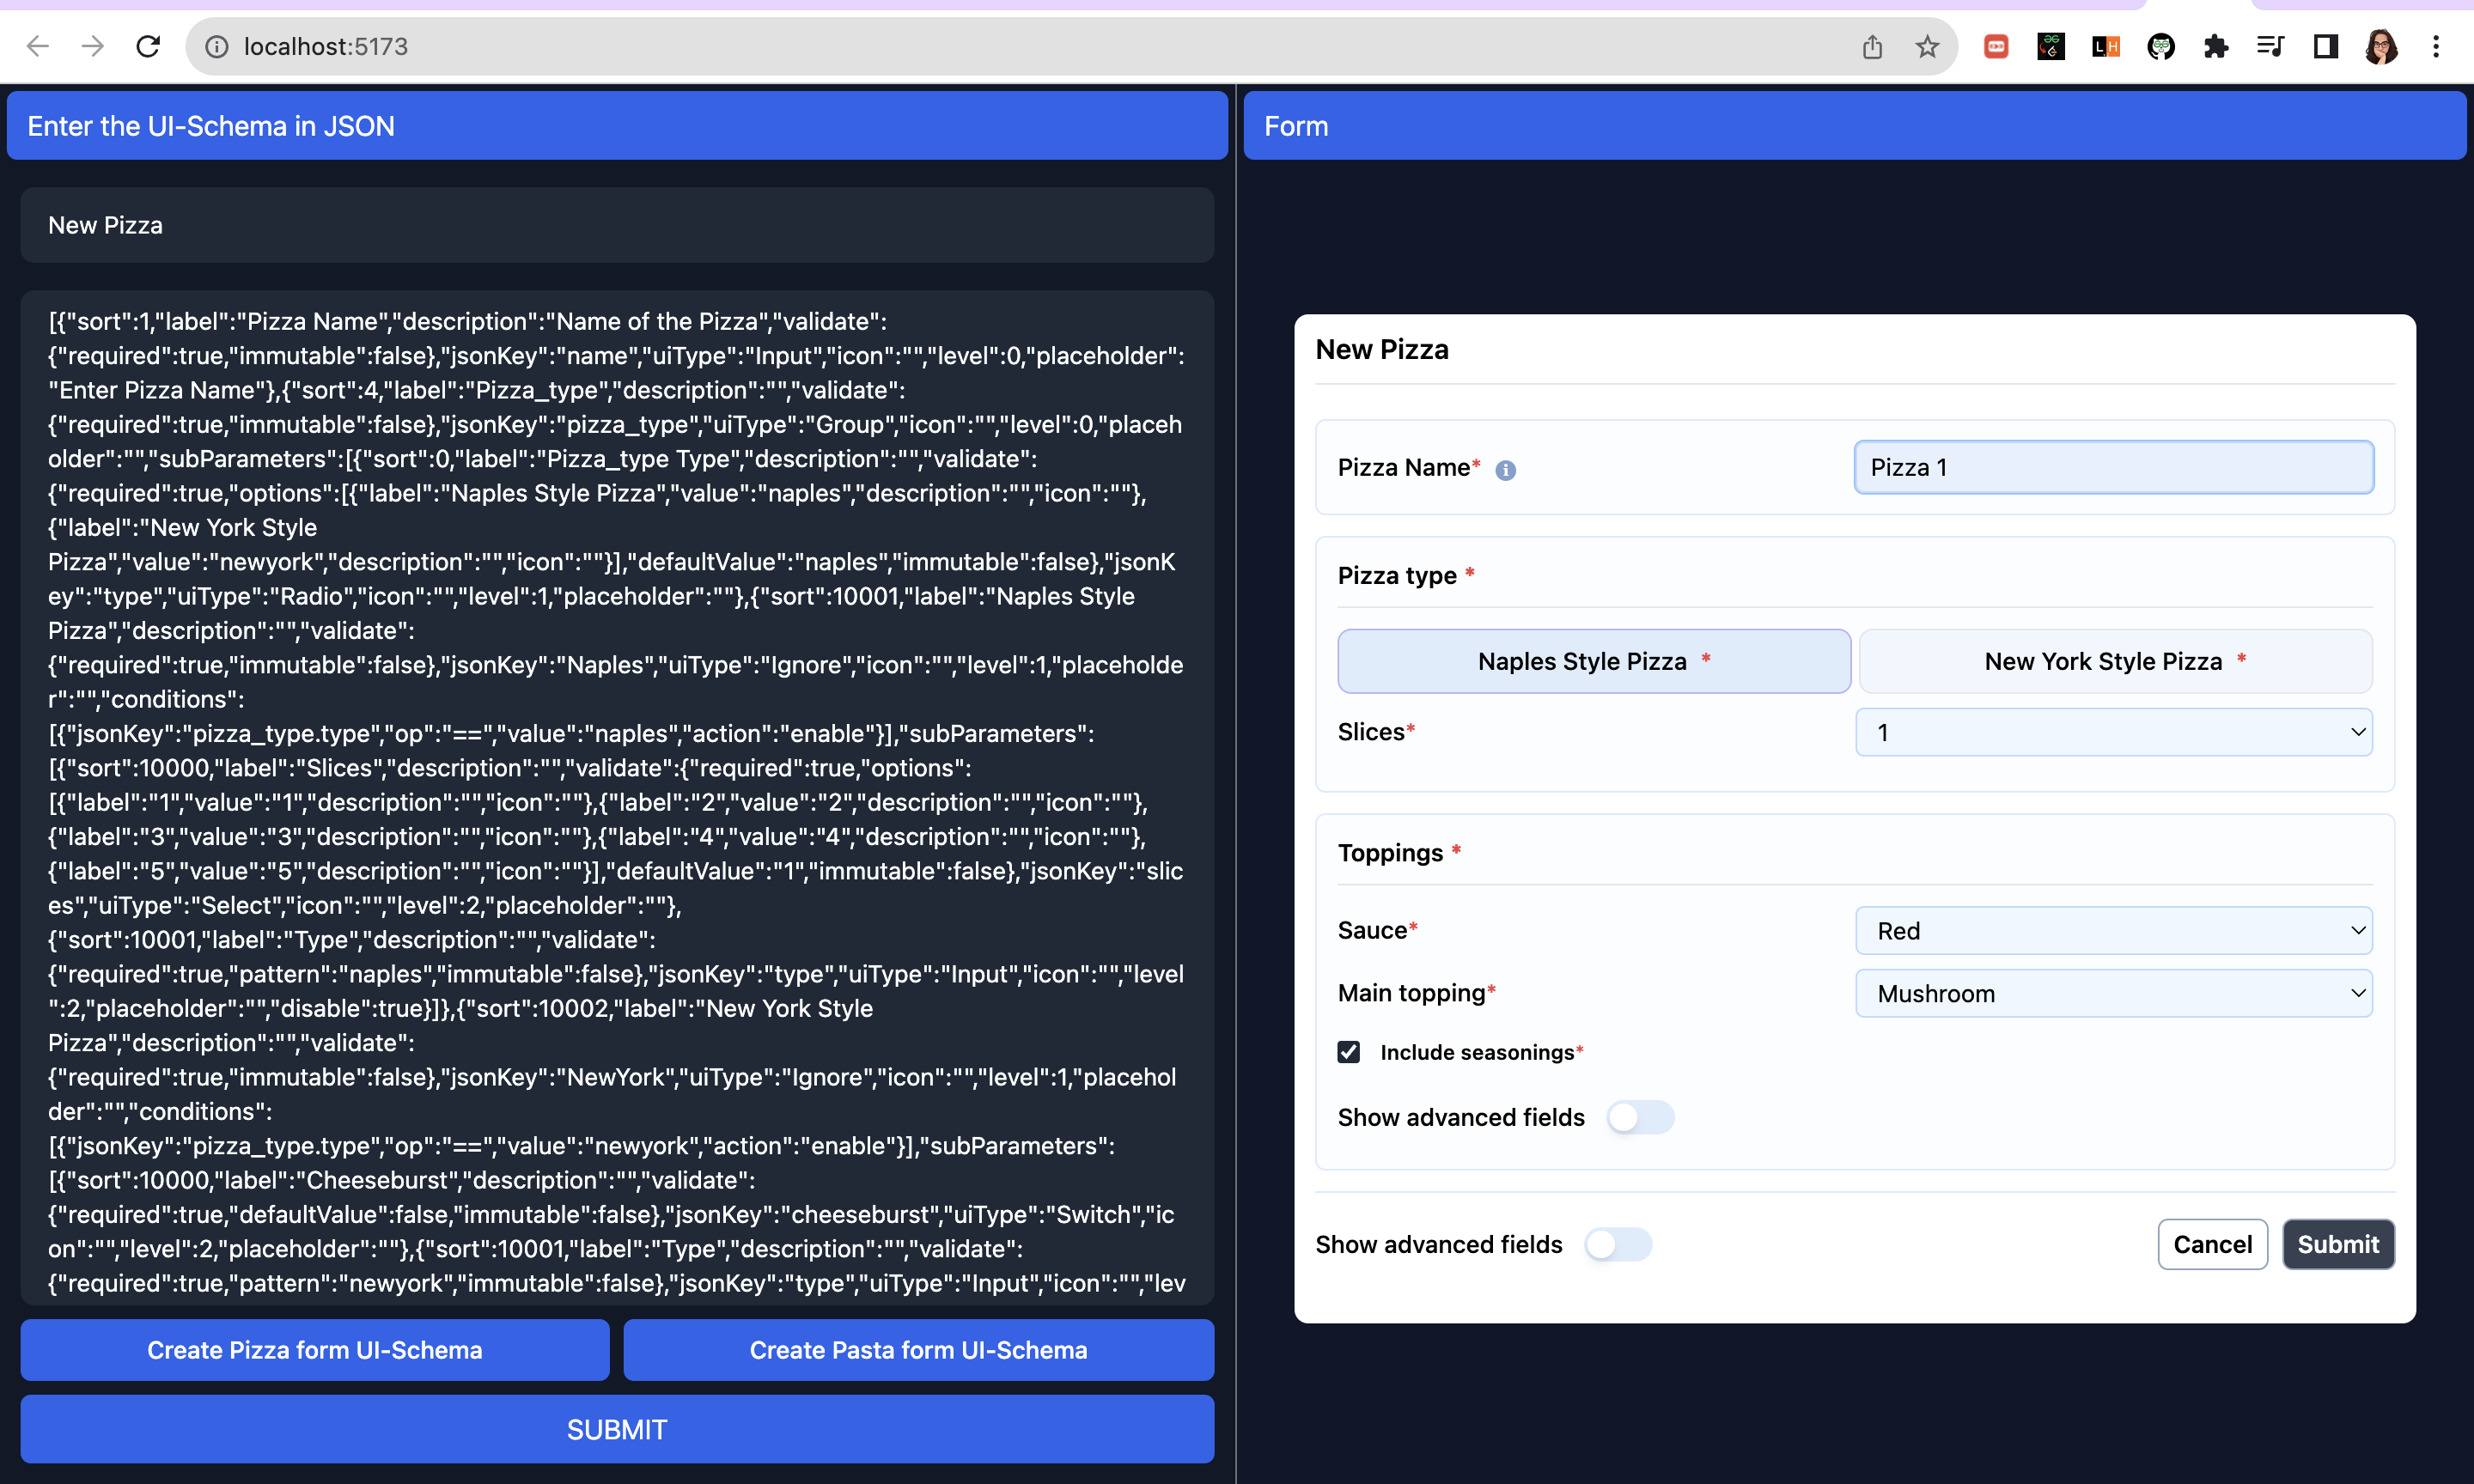 localhost:5173
LH
Enter the UI-Schema in JSON
New Pizza
[{"sort":1,"label":"Pizza Name","description":"Name of the Pizza","validate":
{"required":true,"immutable":false},"jsonKey":"name","uiType":"Input","icon":"","level":0,"placeholder":
"Enter Pizza Name"},{"sort":4,"label":"Pizza_type","description":"","validate":
{"required":true,"immutable":false},"jsonKey":"pizza_type","uiType":"Group","icon":"","level":0,"placeh
older":"","subParameters":[{"sort":0,"label":"Pizza_type Type","description":"","validate":
{"required":true,"options":[{"label":"Naples Style Pizza","value":"naples","description":"","icon":""},
{"label":"New York Style
Pizza","value":"newyork","description":"","icon":""}],"defaultValue":"naples","immutable":false},"jsonK
ey":"type","uiType":"Radio","icon":"","level":1,"placeholder":""},{"sort":10001,"label":"Naples Style
Pizza","description":"","validate":
{"required":true,"immutable":false},"jsonKey":"Naples","uiType":"Ignore","icon":"","level":1,"placeholde
r":"","conditions":
[{"jsonKey":"pizza_type.type","op":"==","value":"naples","action":"enable"}],"subParameters":
[{"sort":10000,"label":"Slices","description":"","validate":{"required":true,"options":
[{"label":"1","value":"1","description":"","icon":""},{"label":"2","value":"2","description":"","icon":""},
{"label":"3","value":"3","description":"","icon":""},{"label":"4","value":"4","description":"","icon":""},
{"label":"5","value":"5","description":"","icon":""}],"defaultValue":"1","immutable":false},"jsonKey":"slic
es","uiType":"Select","icon":"","level":2,"placeholder":""},
{"sort":10001,"label":"Type","description":"","validate":
{"required":true,"pattern":"naples","immutable":false},"jsonKey":"type","uiType":"Input","icon":"","level
":2,"placeholder":"","disable":true}]},{"sort":10002,"label":"New York Style
Pizza","description":"","validate":
{"required":true,"immutable":false},"jsonKey":"NewYork","uiType":"Ignore","icon":"","level":1,"placehol
der":"","conditions":
[{"jsonKey":"pizza_type.type","op":"==","value":"newyork","action":"enable"}],"subParameters":
[{"sort":10000,"label":"Cheeseburst","description":"","validate":
{"required":true,"defaultValue":false,"immutable":false},"jsonKey":"cheeseburst","uiType":"Switch","ic
on":"","level":2,"placeholder":""},{"sort":10001,"label":"Type","description":"","validate":
{"required":true,"pattern":"newyork","immutable":false},"jsonKey":"type","uiType":"Input","icon":"","lev
Create Pizza form UI-Schema
Create Pasta form UI-Schema
SUBMIT
Form
New Pizza
Pizza Name*
Pizza 1
Pizza type *
Naples Style Pizza *
New York Style Pizza *
Slices*
1
Toppings *
Sauce*
Red
Main topping*
Mushroom
Include seasonings*
Show advanced fields
Show advanced fields
Cancel
Submit